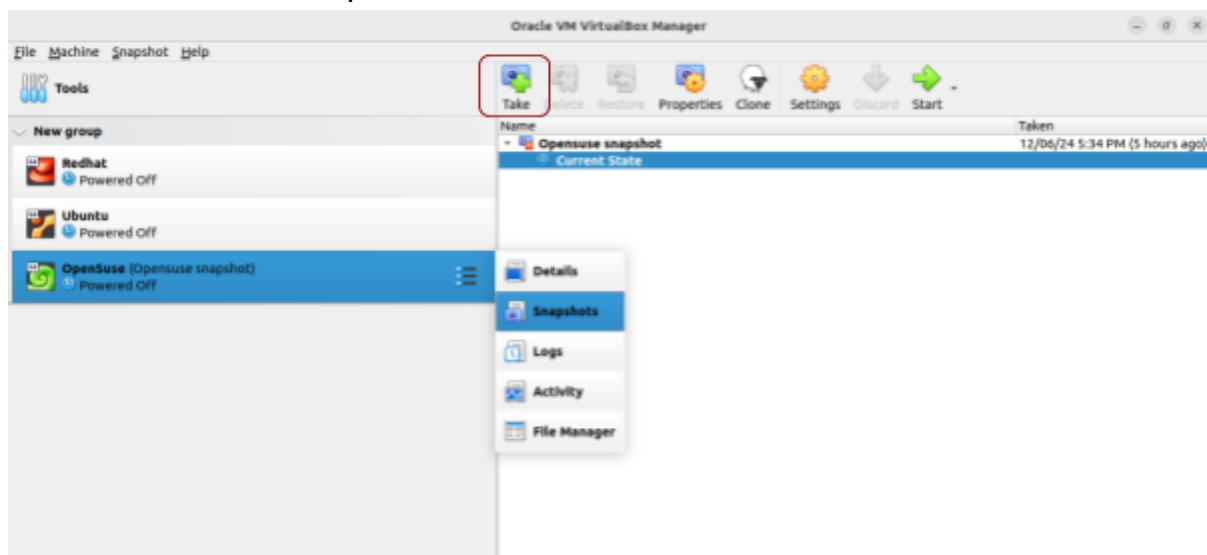 Oracle VM VirtualBox Manager
File Machine Snapshot Help
Tools
Take Delete Restore Properties Clone Settings Discard Start
New group
Name Taken
Opensuse snapshot 12/06/24 5:34 PM (5 hours ago)
Current State
Redhat
Powered Off
Ubuntu
Powered Off
OpenSuse (Opensuse snapshot)
Powered Off
Details
Snapshots
Logs
Activity
File Manager